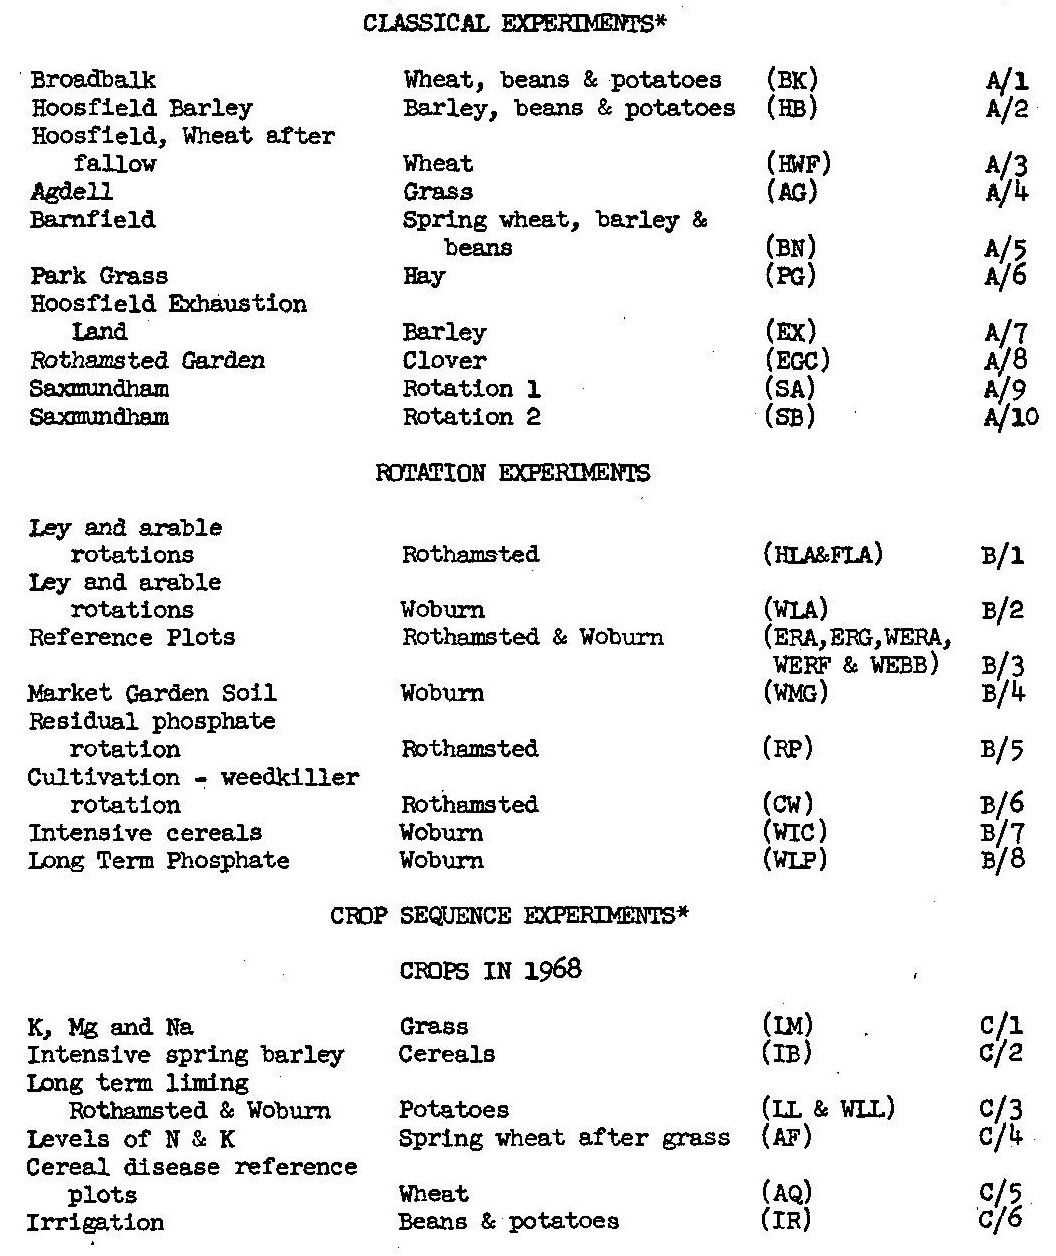 CLASSICAL EXPERIMENTS*
Broadbalk Wheat, beans & potatoes (BK) A/1
Hoosfield Barley Barley, beans & potatoes (HB) A/2
Hoosfield, Wheat after
fallow Wheat (HWF) A/3
Agdell Grass (AG) A/4
Barnfield Spring wheat, barley &
beans (BN) A/5
Park Grass Hay (PG) A/6
Hoosfield Exhaustion
Land Barley (EX) A/7
Rothamsted Garden Clover (EGC) A/8
Saxmundham Rotation 1 (SA) A/9
Saxmundham Rotation 2 (SB) A/10
ROTATION EXPERIMENTS
Ley and arable
rotations Rothamsted (HLA&FLA) B/1
Ley and arable
rotations Woburn (WLA) B/2
Reference Plots Rothamsted & Woburn (ERA,ERG,WERA,
WERF & WEBB) B/3
Market Garden Soil Woburn (WMG) B/4
Residual phosphate
rotation Rothamsted (RP) B/5
Cultivation - weedkiller
rotation Rothamsted (CW) B/6
Intensive cereals Woburn (WIC) B/7
Long Term Phosphate Woburn (WLP) B/8
CROP SEQUENCE EXPERIMENTS*
CROPS IN 1968
K, Mg and Na Grass (IM) C/1
Intensive spring barley Cereals (IB) C/2
Long term liming
Rothamsted & Woburn Potatoes (LL & WLL) C/3
Levels of N & K Spring wheat after grass (AF) C/4
Cereal disease reference
plots Wheat (AQ) C/5
Irrigation Beans & potatoes (IR) C/6